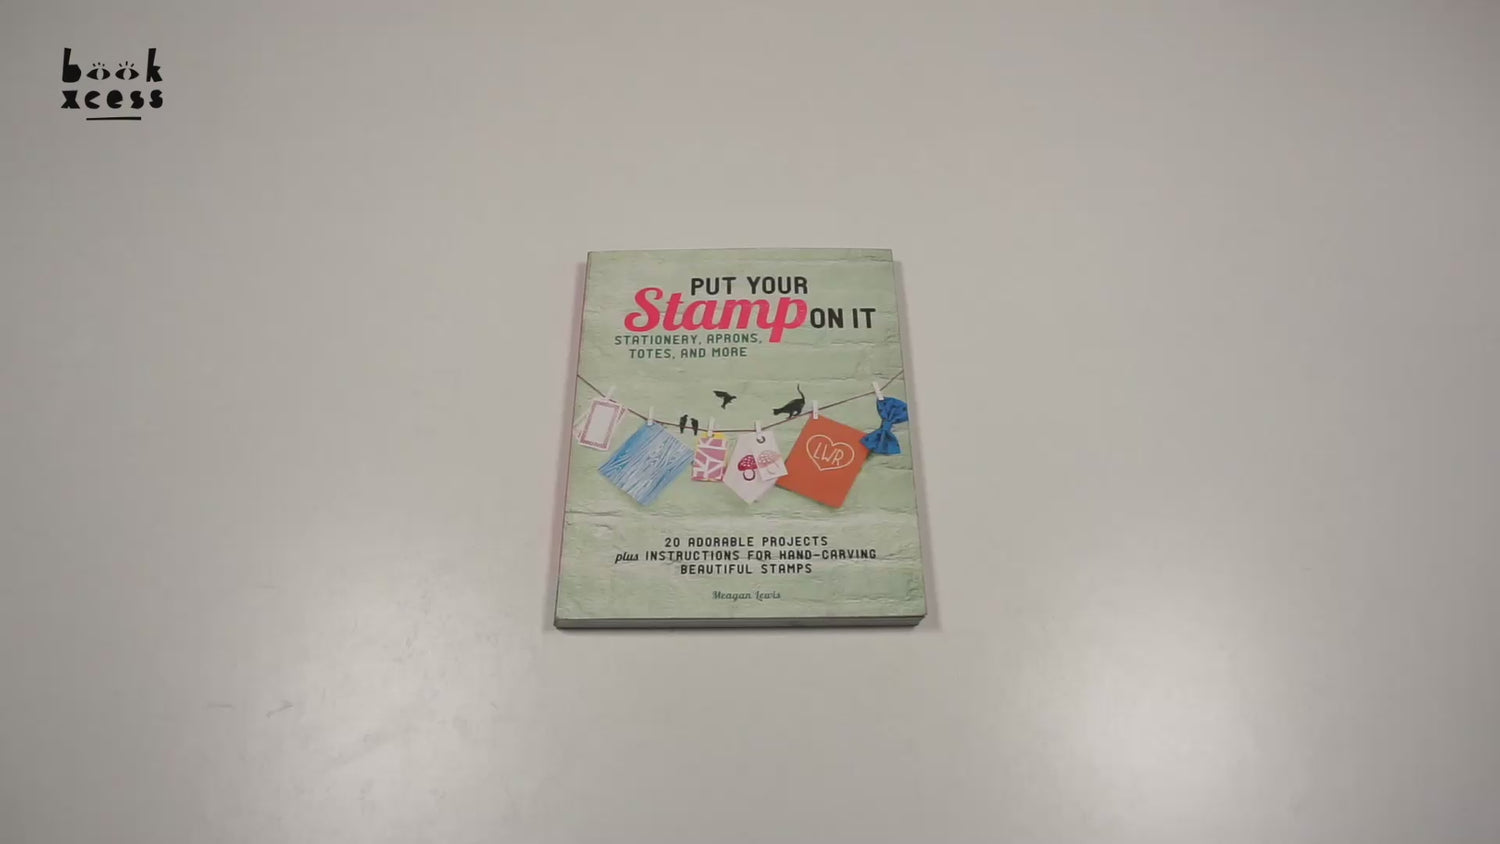 book
xcess
PUT YOUR
Stamp ON IT
STATIONERY, APRONS,
TOTES, AND MORE
LWR
20 ADORABLE PROJECTS
plus INSTRUCTIONS FOR HAND-CARVING
BEAUTIFUL STAMPS
Meagan Lewis